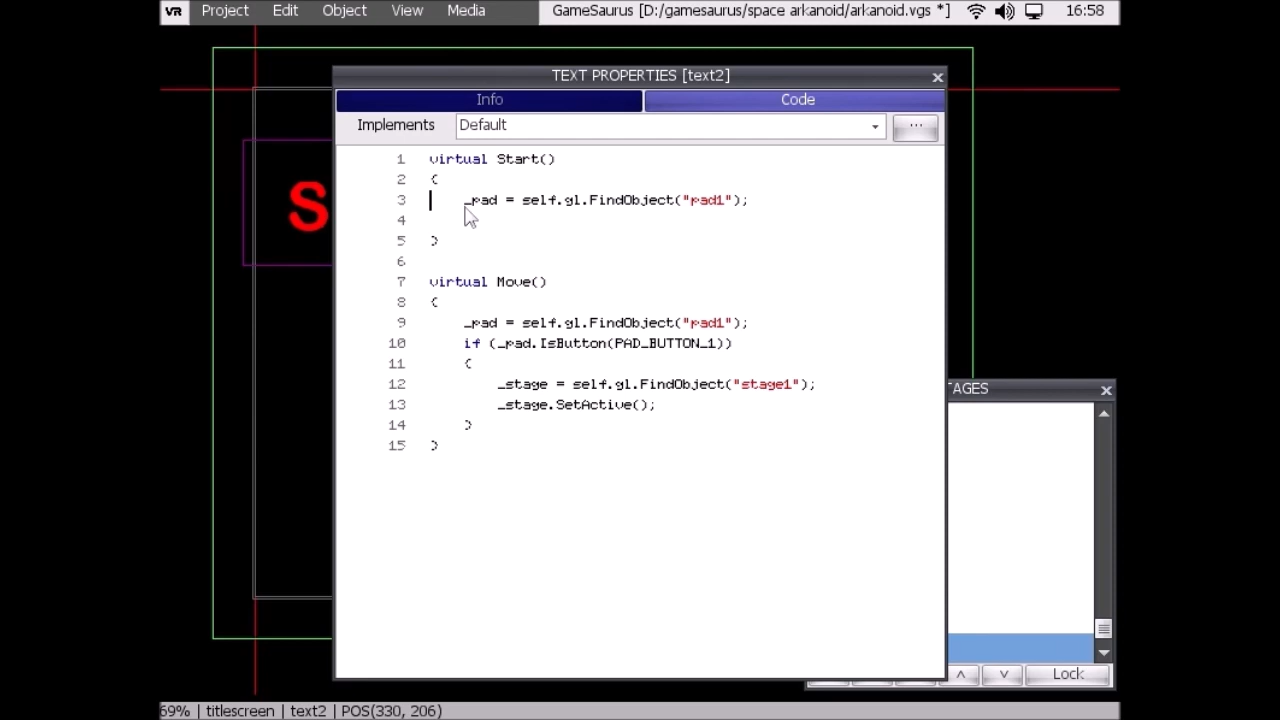 VR Project Edit Object View Media GameSaurus [D:/gamesaurus/space arkanoid/arkanoid.vgs *] 16:58
TEXT PROPERTIES [text2]
Info Code
Implements Default ...
1 virtual Start()
2 {
3 _pad = self.gl.FindObject("pad1");
4
5 }
6
7 virtual Move()
8 {
9 _pad = self.gl.FindObject("pad1");
10 if (_pad.IsButton(PAD_BUTTON_1))
11 {
12 _stage = self.gl.FindObject("stage1");
13 _stage.SetActive();
14 }
15 }
S
TAGES
Lock
69% | titlescreen | text2 | POS(330, 206)